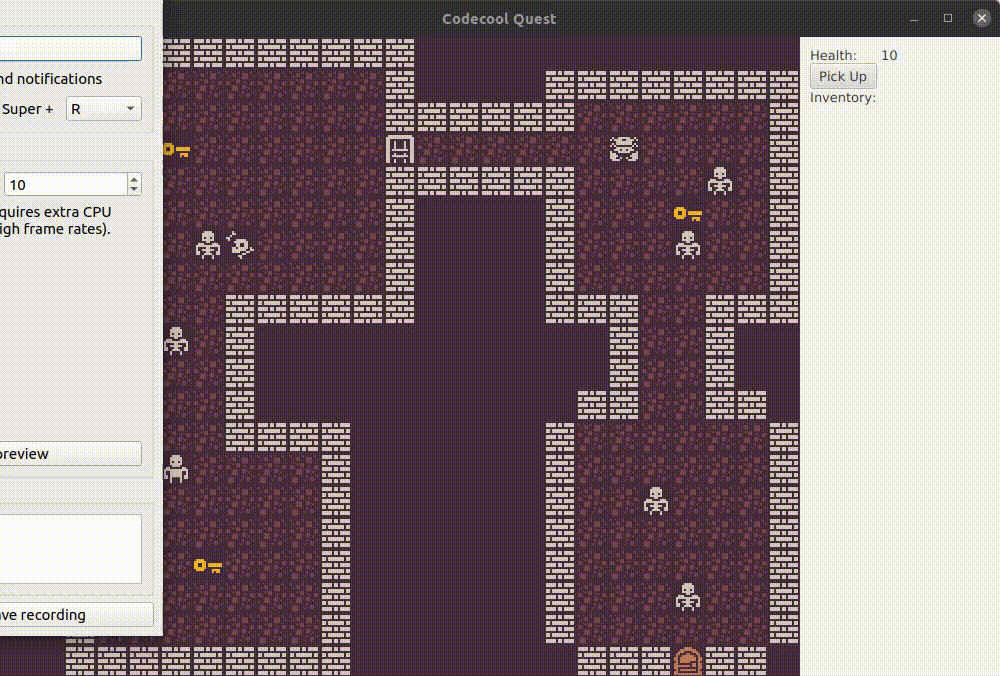 Codecool Quest
nd notifications
Super + R
10
quires extra CPU
igh frame rates).
preview
ve recording
Health: 10
Pick Up
Inventory: